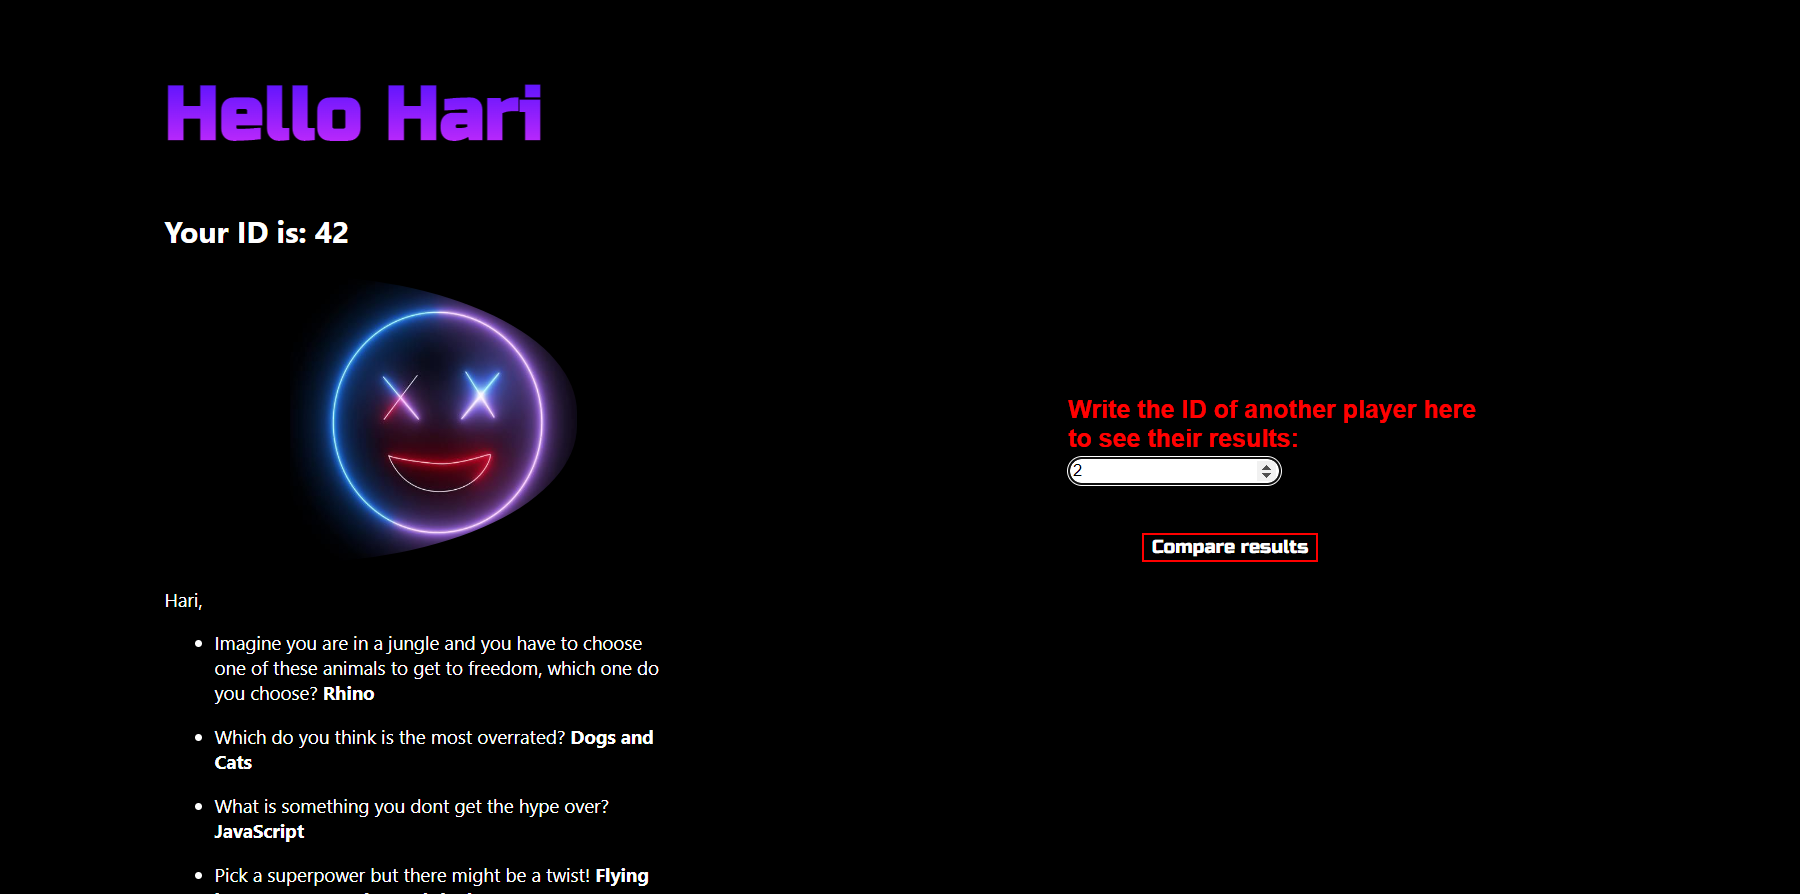 Hello Hari
Your ID is: 42
Write the ID of another player here
to see their results:
2
Compare results
Hari,
Imagine you are in a jungle and you have to choose
one of these animals to get to freedom, which one do
you choose? Rhino
Which do you think is the most overrated? Dogs and
Cats
What is something you dont get the hype over?
JavaScript
Pick a superpower but there might be a twist! Flying